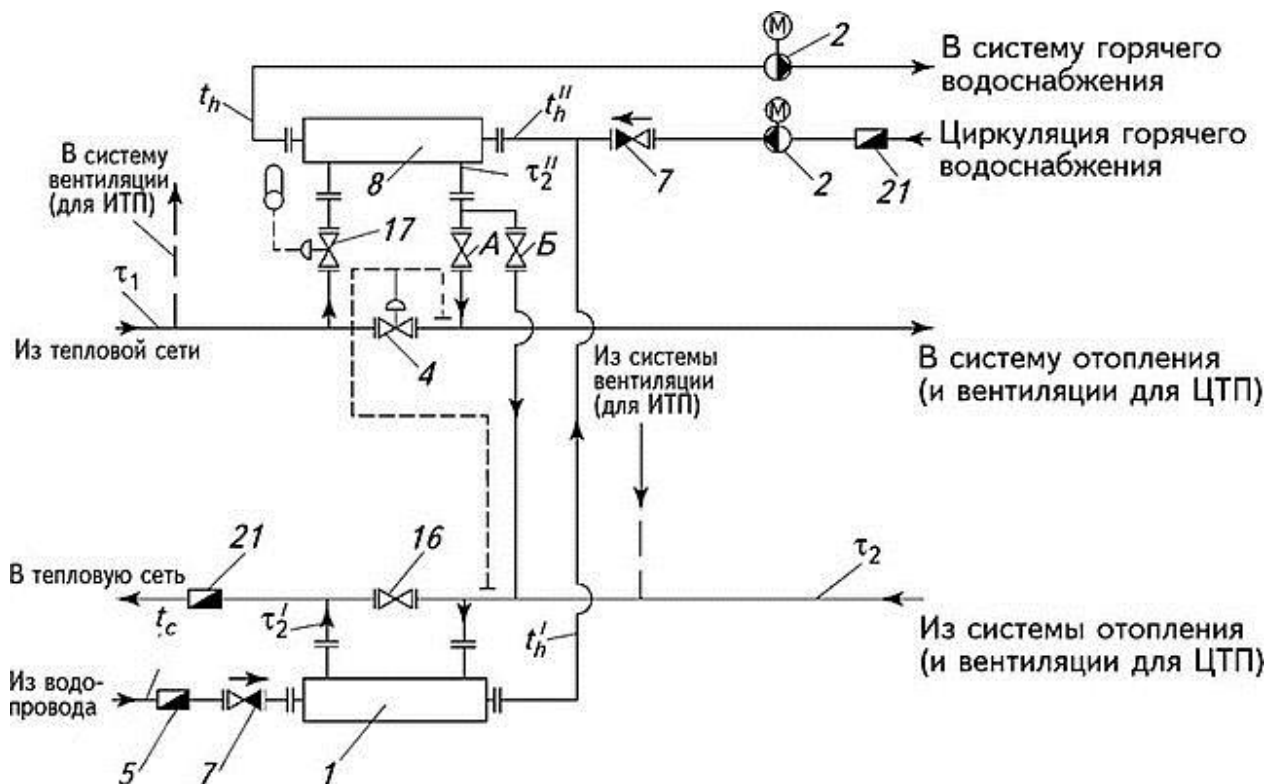 M
2
В систему горячего
водоснабжения
t_h
t_h''
M
Циркуляция горячего
водоснабжения
В систему
вентиляции
(для ИТП)
8
τ_2''
7
2
21
17
А
Б
τ_1
Из тепловой сети
4
Из системы
вентиляции
(для ИТП)
В систему отопления
(и вентиляции для ЦТП)
21
16
τ_2
В тепловую сеть
t_c
τ_2'
t_h'
Из системы отопления
(и вентиляции для ЦТП)
Из водо-
провода
5
7
1